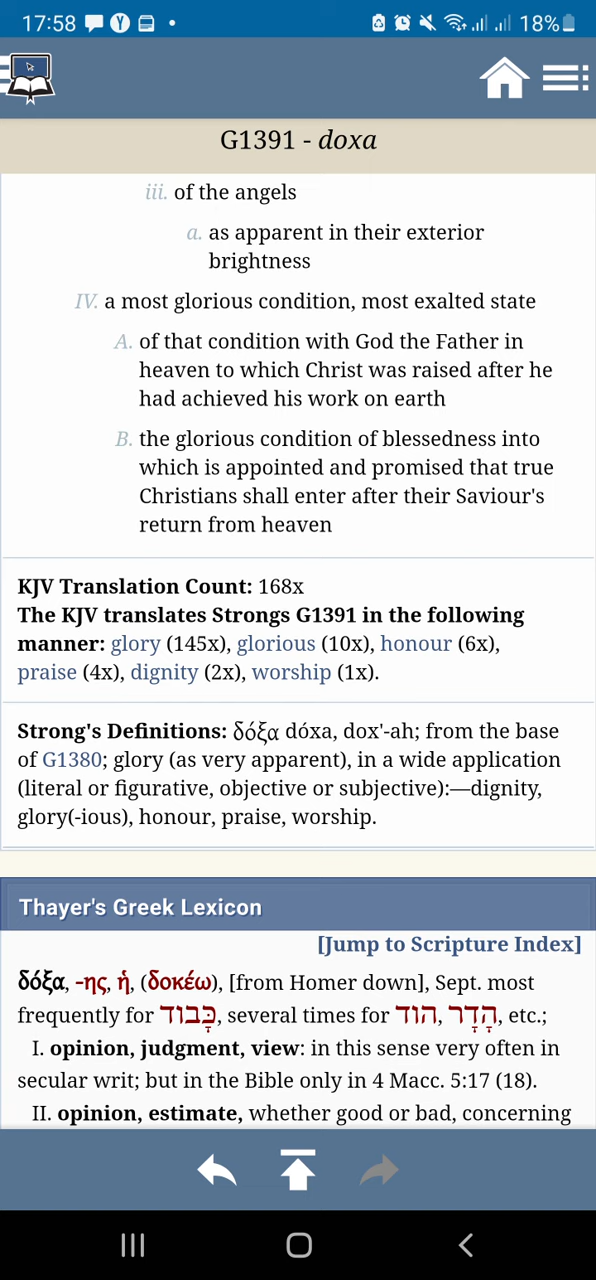 17:58
18%
G1391 - doxa
iii. of the angels
a. as apparent in their exterior
brightness
IV. a most glorious condition, most exalted state
A. of that condition with God the Father in
heaven to which Christ was raised after he
had achieved his work on earth
B. the glorious condition of blessedness into
which is appointed and promised that true
Christians shall enter after their Saviour's
return from heaven
KJV Translation Count: 168x
The KJV translates Strongs G1391 in the following
manner: glory (145x), glorious (10x), honour (6x),
praise (4x), dignity (2x), worship (1x).
Strong's Definitions: δόξα dóxa, dox'-ah; from the base
of G1380; glory (as very apparent), in a wide application
(literal or figurative, objective or subjective):—dignity,
glory(-ious), honour, praise, worship.
Thayer's Greek Lexicon
[Jump to Scripture Index]
δόξα, -ης, ἡ, (δοκέω), [from Homer down], Sept. most
frequently for כָּבוד, several times for הוד, הָדָר, etc.;
I. opinion, judgment, view: in this sense very often in
secular writ; but in the Bible only in 4 Macc. 5:17 (18).
II. opinion, estimate, whether good or bad, concerning